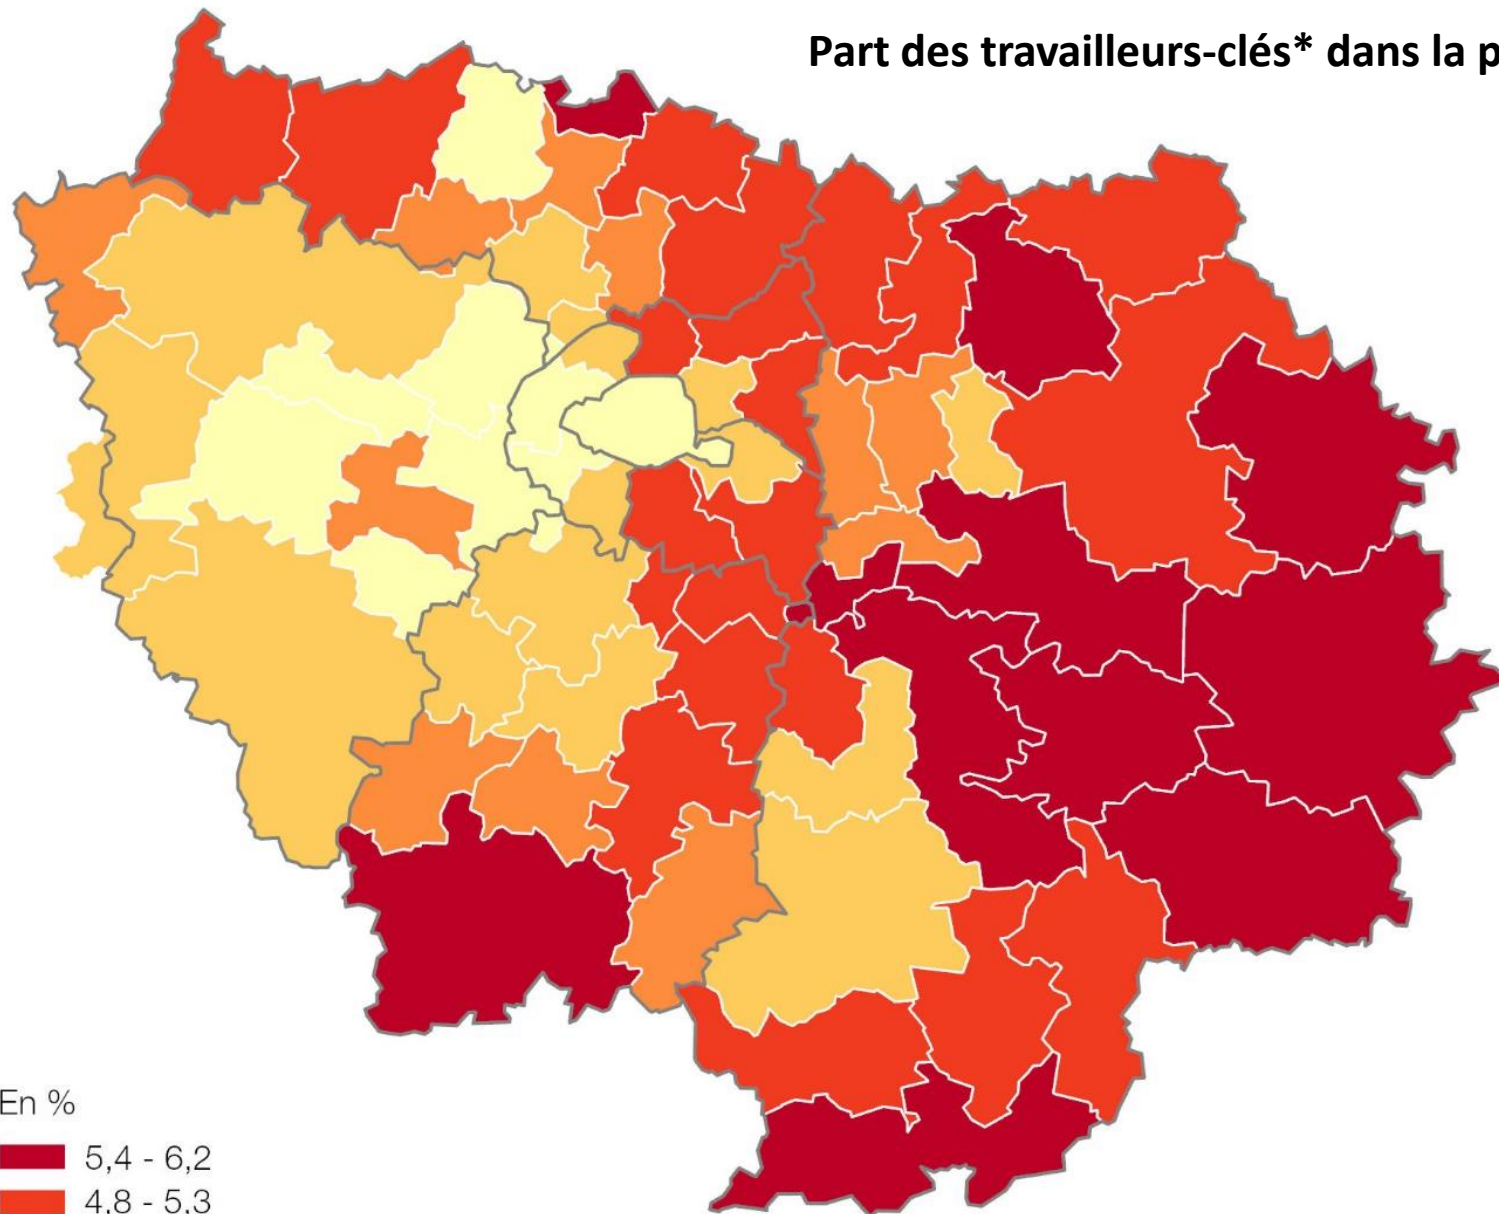 Part des travailleurs-clés* dans la p
En %
5,4 - 6,2
4,8 - 5,3